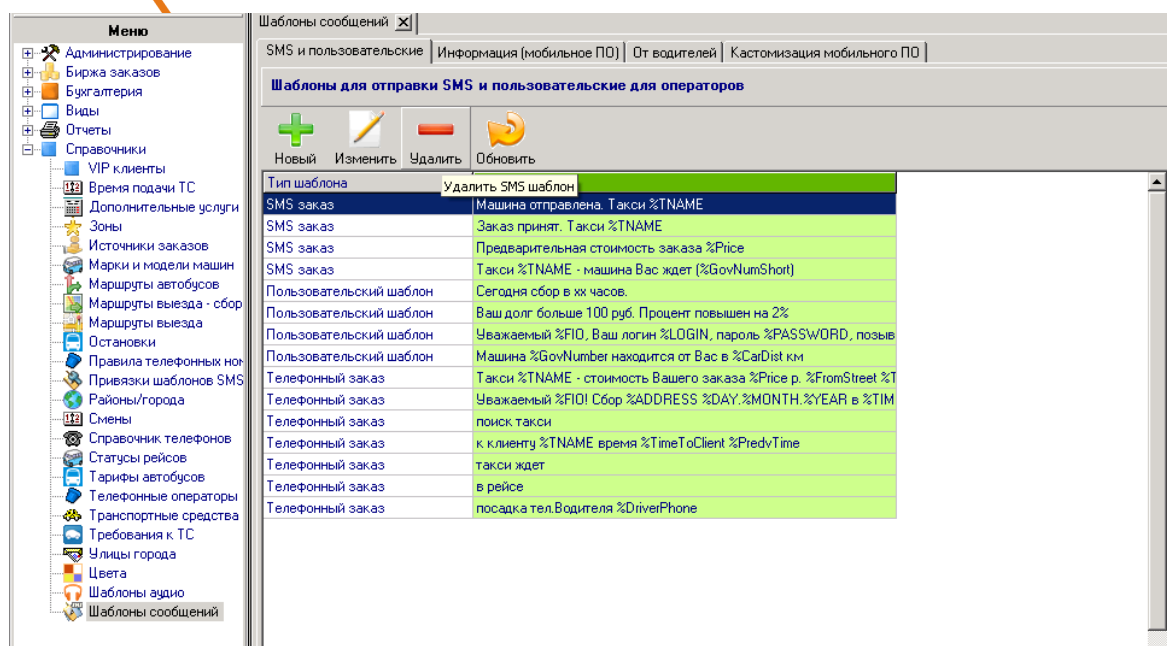 Меню
Администрирование
Биржа заказов
Бухгалтерия
Виды
Отчеты
Справочники
VIP клиенты
Время подачи ТС
Дополнительные услуги
Зоны
Источники заказов
Марки и модели машин
Маршруты автобусов
Маршруты выезда - сбор
Маршруты выезда
Остановки
Правила телефонных ном
Привязки шаблонов SMS
Районы/города
Смены
Справочник телефонов
Статусы рейсов
Тарифы автобусов
Телефонные операторы
Транспортные средства
Требования к ТС
Улицы города
Цвета
Шаблоны аудио
Шаблоны сообщений
Шаблоны сообщений X
SMS и пользовательские Информация (мобильное ПО) От водителей Кастомизация мобильного ПО
Шаблоны для отправки SMS и пользовательские для операторов
Новый Изменить Удалить Обновить
Тип шаблона
Удалить SMS шаблон
SMS заказ Машина отправлена. Такси %TNAME
SMS заказ Заказ принят. Такси %TNAME
SMS заказ Предварительная стоимость заказа %Price
SMS заказ Такси %TNAME - машина Вас ждет (%GovNumShort)
Пользовательский шаблон Сегодня сбор в хх часов.
Пользовательский шаблон Ваш долг больше 100 руб. Процент повышен на 2%
Пользовательский шаблон Уважаемый %FIO, Ваш логин %LOGIN, пароль %PASSWORD, позыв
Пользовательский шаблон Машина %GovNumber находится от Вас в %CarDist км
Телефонный заказ Такси %TNAME - стоимость Вашего заказа %Price р. %FromStreet %T
Телефонный заказ Уважаемый %FIO! Сбор %ADDRESS %DAY.%MONTH.%YEAR в %TIM
Телефонный заказ поиск такси
Телефонный заказ к клиенту %TNAME время %TimeToClient %PredvTime
Телефонный заказ такси ждет
Телефонный заказ в рейсе
Телефонный заказ посадка тел.Водителя %DriverPhone